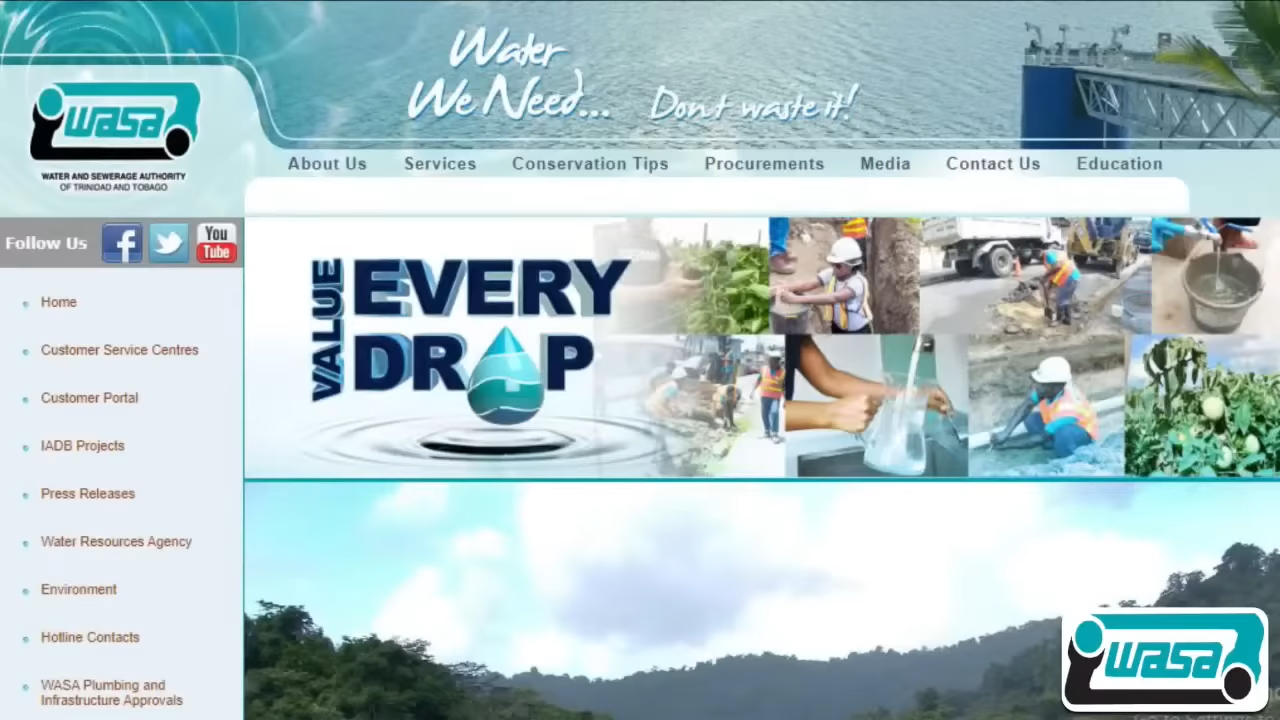 Water
We Need... Don't waste it!
wasa
WATER AND SEWERAGE AUTHORITY
OF TRINIDAD AND TOBAGO
About Us Services Conservation Tips Procurements Media Contact Us Education
Follow Us
You
Tube
VALUE
EVERY
DROP
Home
Customer Service Centres
Customer Portal
IADB Projects
Press Releases
Water Resources Agency
Environment
Hotline Contacts
WASA Plumbing and
Infrastructure Approvals
wasa